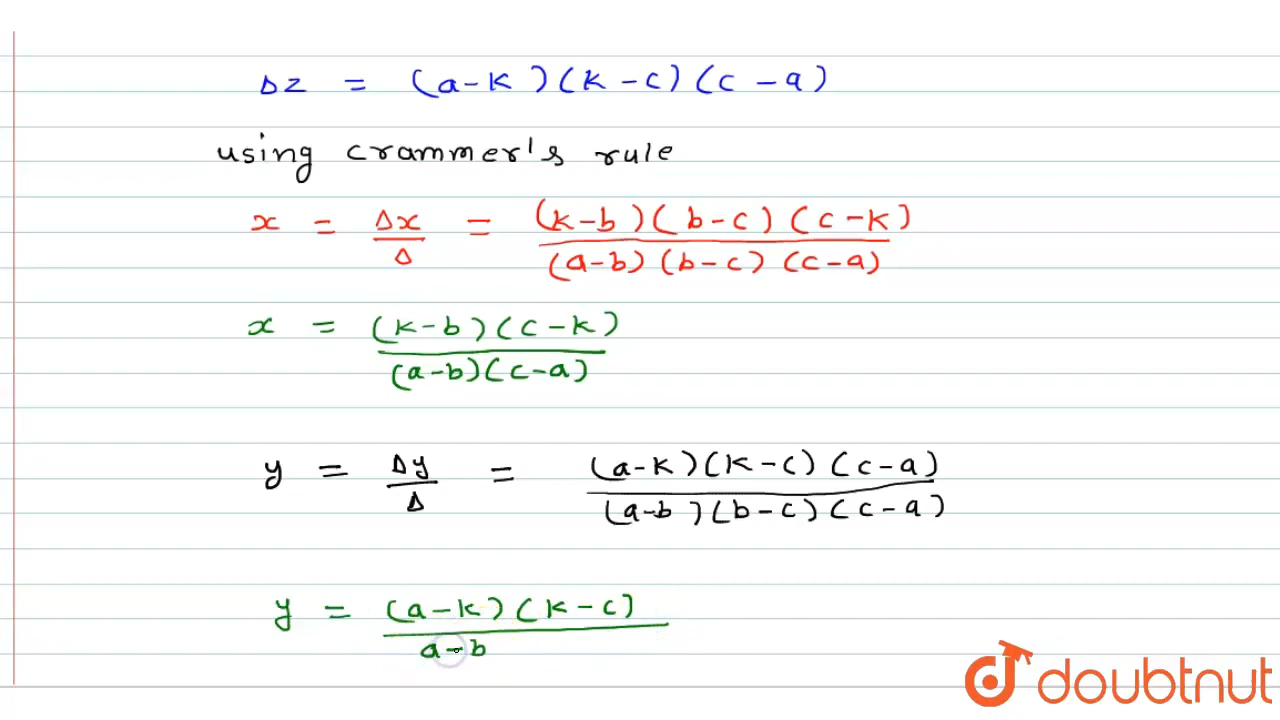 Δz = (a-k)(k-c)(c-a)
using crammer's rule
x = Δx/Δ = (k-b)(b-c)(c-k)/(a-b)(b-c)(c-a)
x = (k-b)(c-k)/(a-b)(c-a)
y = Δy/Δ = (a-k)(k-c)(c-a)/(a-b)(b-c)(c-a)
y = (a-k)(k-c)/a-b
doubtnut